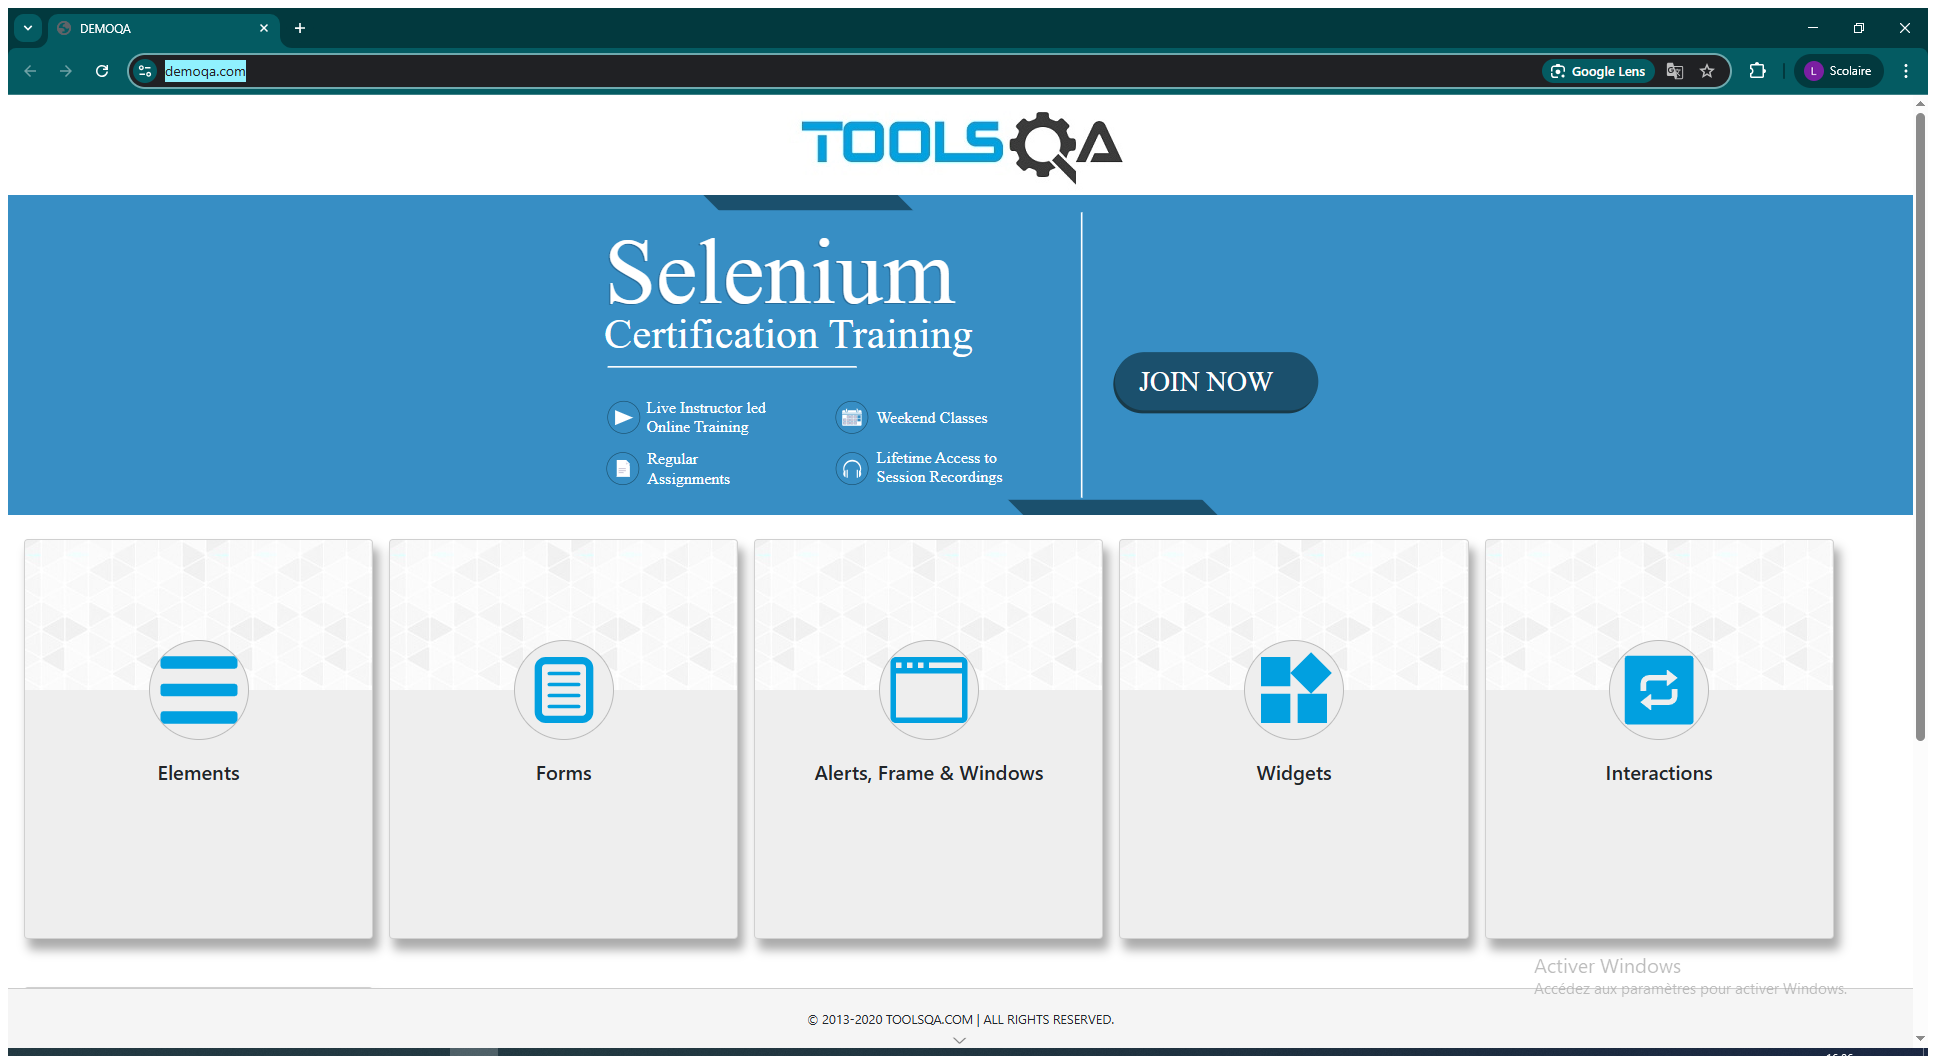 DEMOQA
demoqa.com
Google Lens
L Scolaire
TOOLSQA
Selenium
Certification Training
JOIN NOW
Live Instructor led
Online Training
Weekend Classes
Regular
Assignments
Lifetime Access to
Session Recordings
Elements
Forms
Alerts, Frame & Windows
Widgets
Interactions
Activer Windows
Accédez aux paramètres pour activer Windows.
© 2013-2020 TOOLSQA.COM | ALL RIGHTS RESERVED.